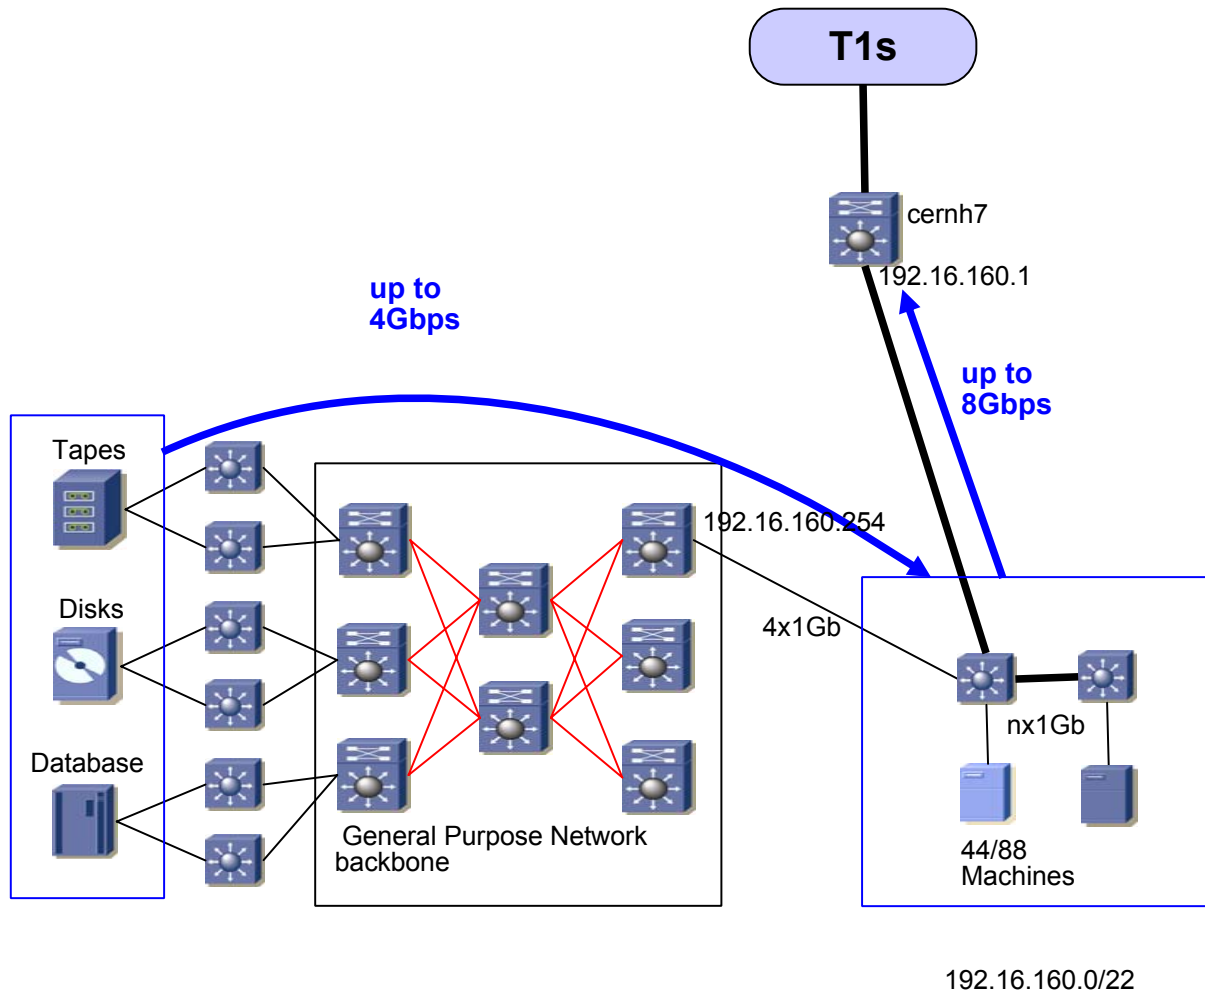 T1s
cernh7
192.16.160.1
up to
4Gbps
up to
8Gbps
Tapes
192.16.160.254
Disks
4x1Gb
nx1Gb
Database
General Purpose Network
backbone
44/88
Machines
192.16.160.0/22